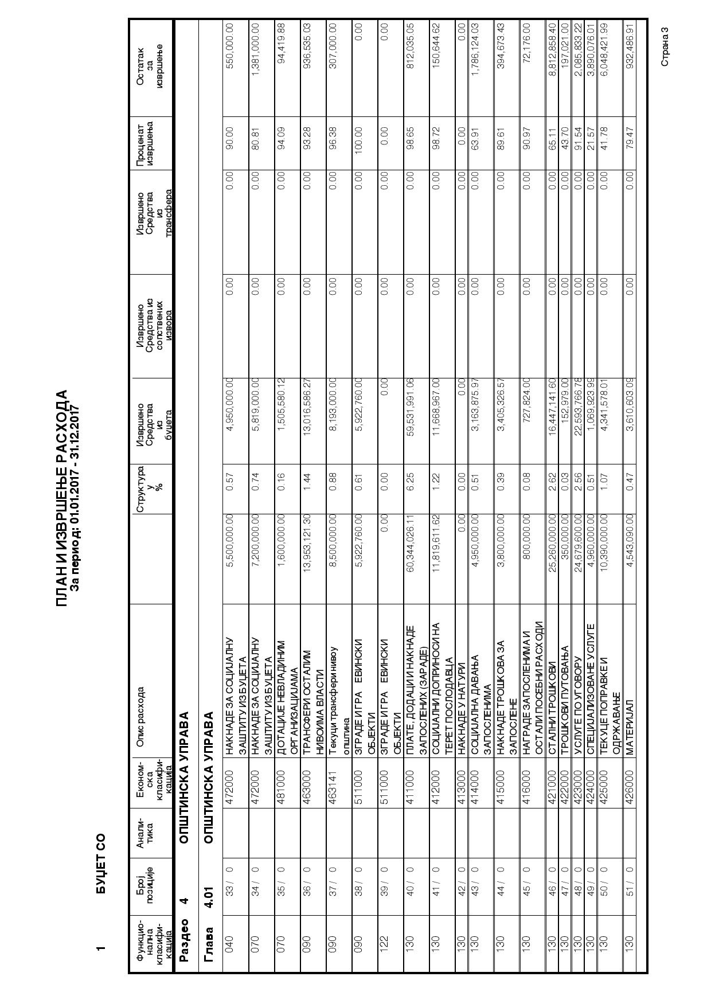 ПЛАН И ИЗВРШЕЊЕ РАСХОДА
За период: 01.01.2017 - 31.12.2017
1 БУЏЕТ СО
Функцио-нална класифи-кација Број позиције Анали-тика Економ-ска класифи-кација Опис расхода Структура у % Извршено Средства из буџета Извршено Средства из сопствених извора Извршено Средства из трансфера Проценат извршења Остатак за извршење
Раздео 4 ОПШТИНСКА УПРАВА
Глава 4.01 ОПШТИНСКА УПРАВА
040 33 / 0 472000 НАКНАДЕ ЗА СОЦИЈАЛНУ 5,500,000.00 0.57 4,950,000.00 0.00 0.00 90.00 550,000.00
ЗАШТИТУ ИЗ БУЏЕТА
070 34 / 0 472000 НАКНАДЕ ЗА СОЦИЈАЛНУ 7,200,000.00 0.74 5,819,000.00 0.00 0.00 80.81 1,381,000.00
ЗАШТИТУ ИЗ БУЏЕТА
070 35 / 0 481000 ДОТАЦИЈЕ НЕВЛАДИНИМ 1,600,000.00 0.16 1,505,580.12 0.00 0.00 94.09 94,419.88
ОРГАНИЗАЦИЈАМА
090 36 / 0 463000 ТРАНСФЕРИ ОСТАЛИМ 13,953,121.30 1.44 13,016,586.27 0.00 0.00 93.28 936,535.03
НИВОИМА ВЛАСТИ
090 37 / 0 463141 Текуци трансфери нивоу 8,500,000.00 0.88 8,193,000.00 0.00 0.00 96.38 307,000.00
општина
090 38 / 0 511000 ЗГРАДЕ И ГРА ЕВИНСКИ 5,922,760.00 0.61 5,922,760.00 0.00 0.00 100.00 0.00
ОБЈЕКТИ
122 39 / 0 511000 ЗГРАДЕ И ГРА ЕВИНСКИ 0.00 0.00 0.00 0.00 0.00 0.00 0.00
ОБЈЕКТИ
130 40 / 0 411000 ПЛАТЕ, ДОДАЦИ И НАКНАДЕ 60,344,026.11 6.25 59,531,991.06 0.00 0.00 98.65 812,035.05
ЗАПОСЛЕНИХ (ЗАРАДЕ)
130 41 / 0 412000 СОЦИЈАЛНИ ДОПРИНОСИ НА 11,819,611.62 1.22 11,668,967.00 0.00 0.00 98.72 150,644.62
ТЕРЕТ ПОСЛОДАВЦА
130 42 / 0 413000 НАКНАДЕ У НАТУРИ 0.00 0.00 0.00 0.00 0.00 0.00 0.00
130 43 / 0 414000 СОЦИЈАЛНА ДАВАЊА 4,950,000.00 0.51 3,163,875.97 0.00 0.00 63.91 1,786,124.03
ЗАПОСЛЕНИМА
130 44 / 0 415000 НАКНАДЕ ТРОШКОВА ЗА 3,800,000.00 0.39 3,405,326.57 0.00 0.00 89.61 394,673.43
ЗАПОСЛЕНЕ
130 45 / 0 416000 НАГРАДЕ ЗАПОСЛЕНИМА И 800,000.00 0.08 727,824.00 0.00 0.00 90.97 72,176.00
ОСТАЛИ ПОСЕБНИ РАСХОДИ
130 46 / 0 421000 СТАЛНИ ТРОШКОВИ 25,260,000.00 2.62 16,447,141.60 0.00 0.00 65.11 8,812,858.40
130 47 / 0 422000 ТРОШКОВИ ПУТОВАЊА 350,000.00 0.03 152,979.00 0.00 0.00 43.70 197,021.00
130 48 / 0 423000 УСЛУГЕ ПО УГОВОРУ 24,679,600.00 2.56 22,593,766.78 0.00 0.00 91.54 2,085,833.22
130 49 / 0 424000 СПЕЦИЈАЛИЗОВАНЕ УСЛУГЕ 4,960,000.00 0.51 1,069,923.99 0.00 0.00 21.57 3,890,076.01
130 50 / 0 425000 ТЕКУЦЕ ПОПРАВКЕ И 10,390,000.00 1.07 4,341,578.01 0.00 0.00 41.78 6,048,421.99
ОДРЖАВАЊЕ
130 51 / 0 426000 МАТЕРИЈАЛ 4,543,090.00 0.47 3,610,603.09 0.00 0.00 79.47 932,486.91
Страна 3